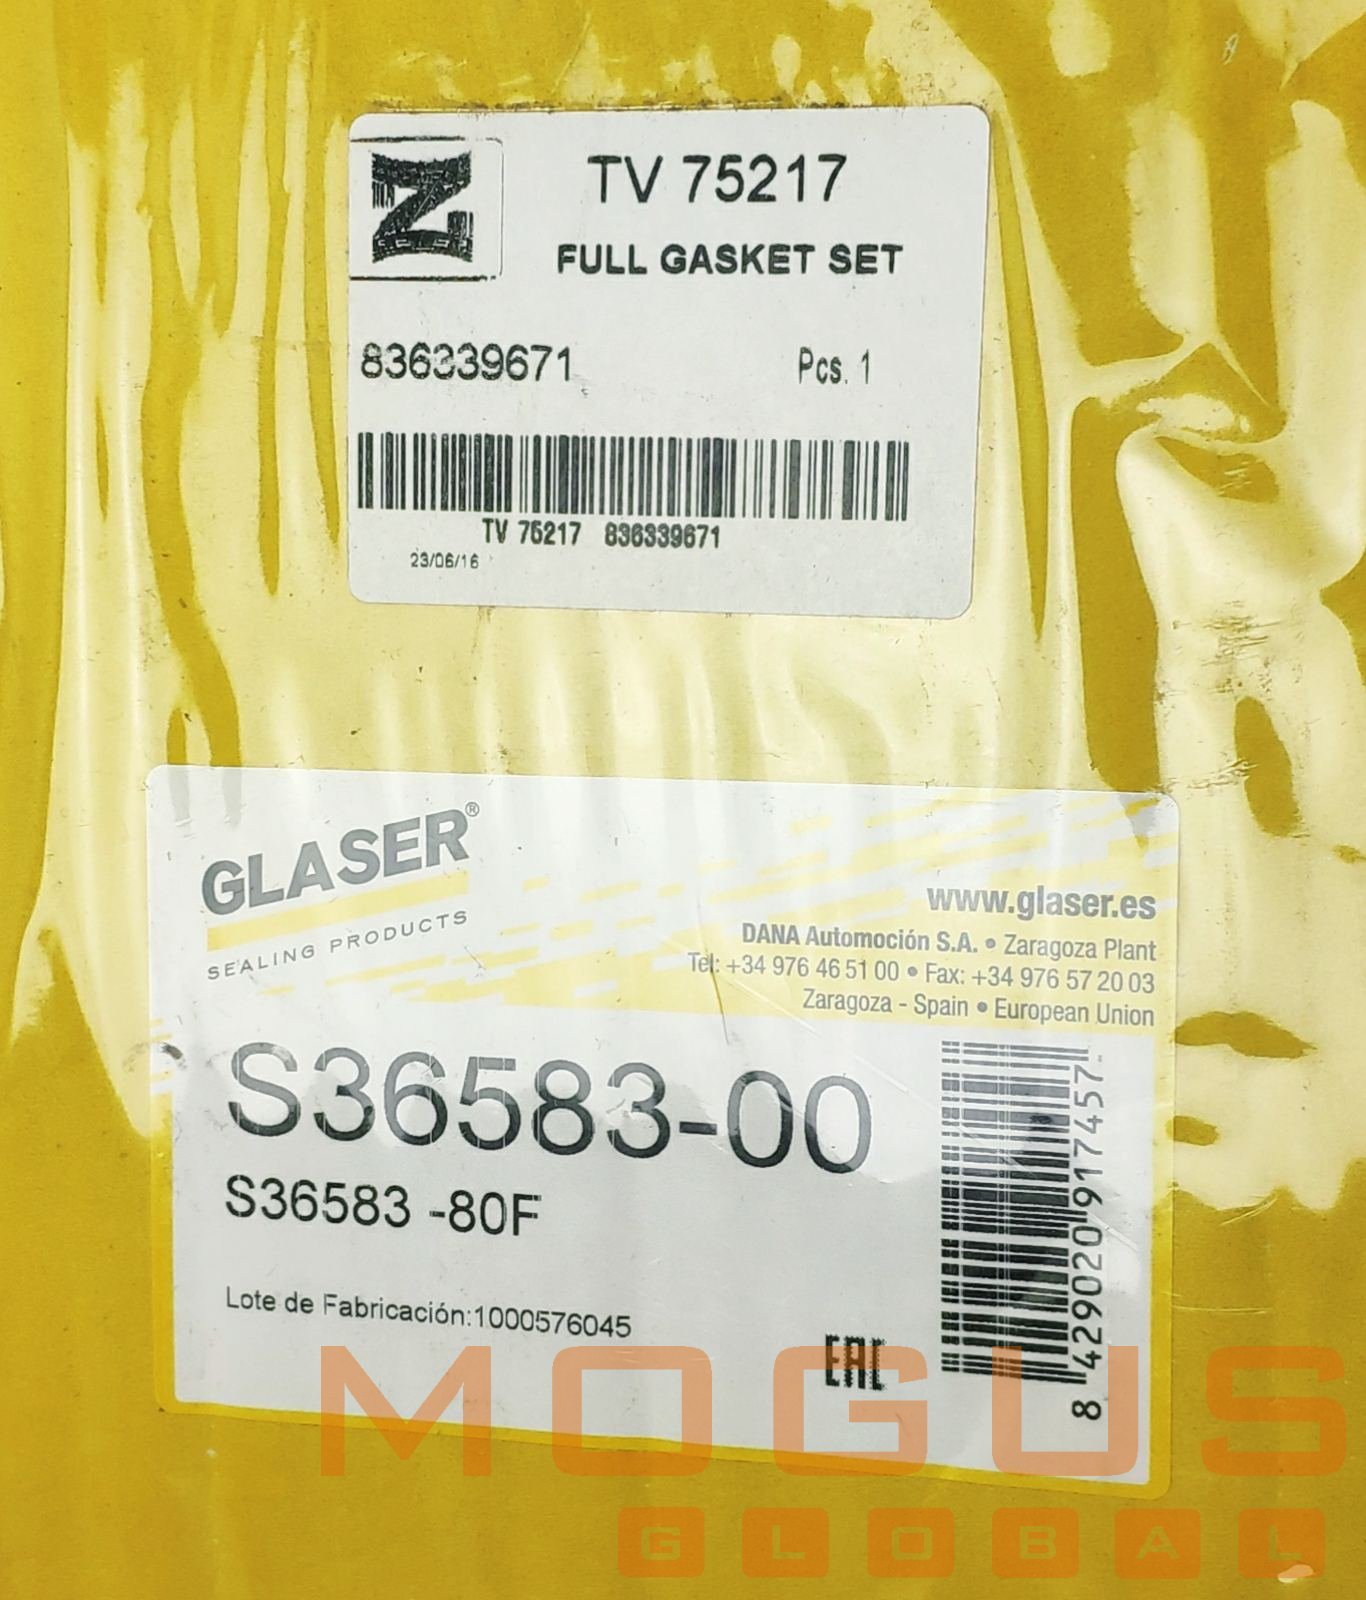 Z
TV 75217
FULL GASKET SET
836339671
Pcs. 1
TV 75217 836339671
23/06/16
GLASER®
SEALING PRODUCTS
www.glaser.es
DANA Automoción S.A. • Zaragoza Plant
Tel: +34 976 46 51 00 • Fax: +34 976 57 20 03
Zaragoza - Spain • European Union
S36583-00
S36583 -80F
Lote de Fabricación:1000576045
EAC
8 429020 917457
MOGUS
GLOBAL